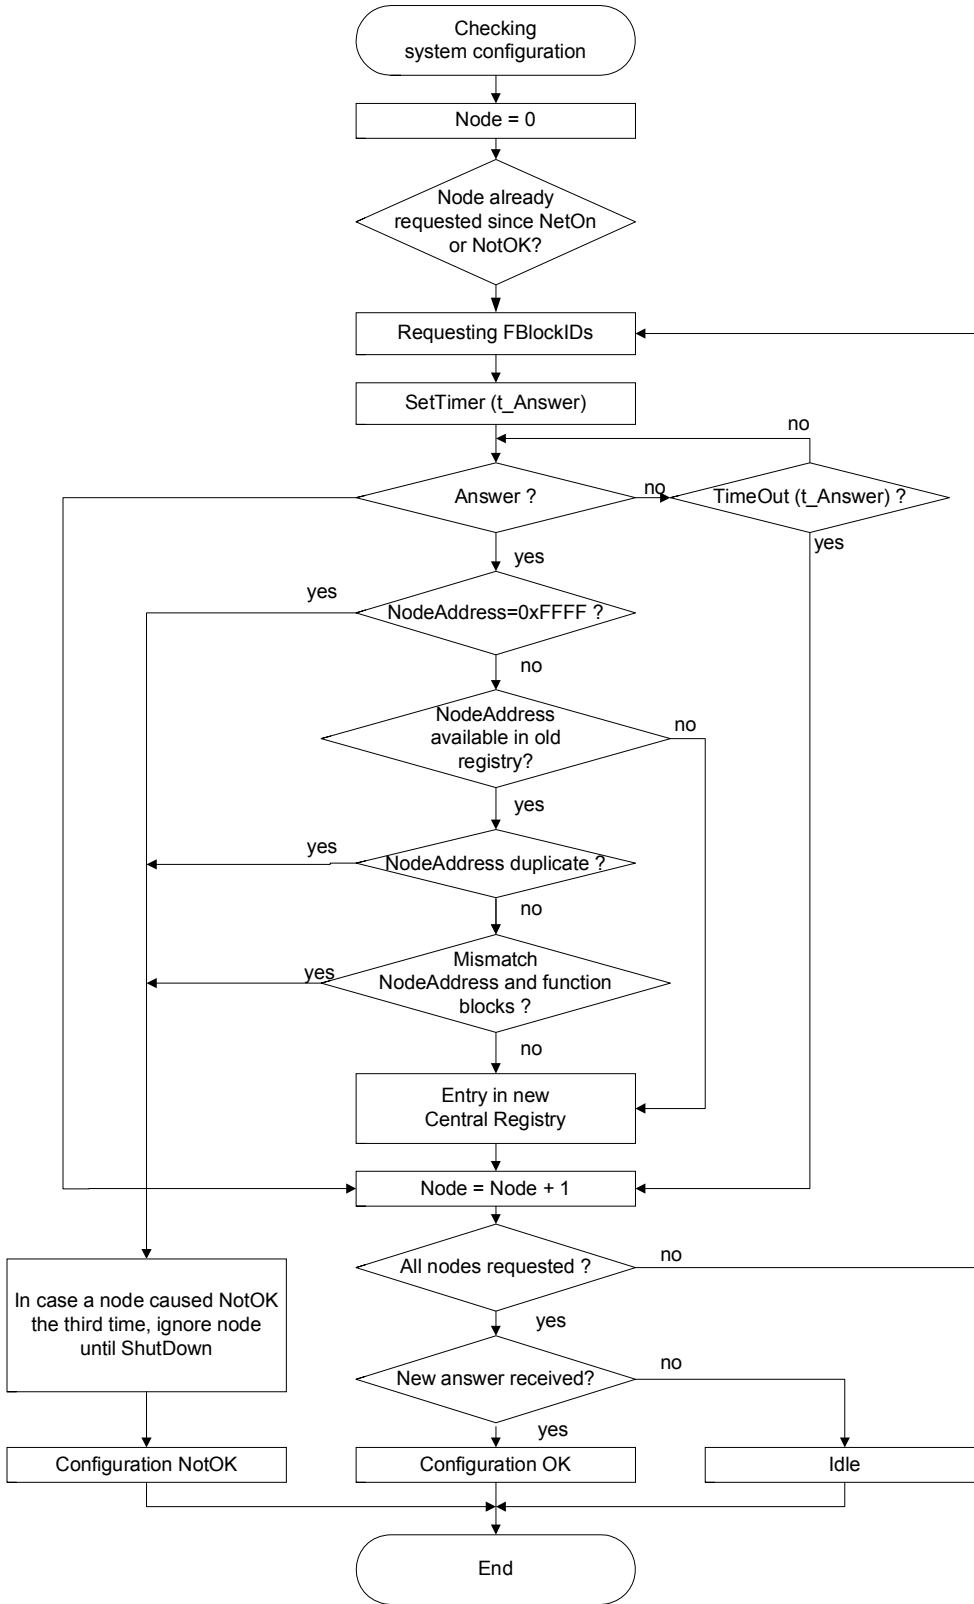 Checking
system configuration
Node = 0
Node already
requested since NetOn
or NotOK?
Requesting FBlockIDs
SetTimer (t_Answer)
no
Answer ?
no
TimeOut (t_Answer) ?
yes
yes
yes
NodeAddress=0xFFFF ?
no
NodeAddress
available in old
registry?
no
yes
yes
NodeAddress duplicate ?
no
Mismatch
NodeAddress and function
blocks ?
yes
no
Entry in new
Central Registry
Node = Node + 1
All nodes requested ?
no
In case a node caused NotOK
the third time, ignore node
until ShutDown
yes
New answer received?
no
yes
Configuration NotOK
Configuration OK
Idle
End